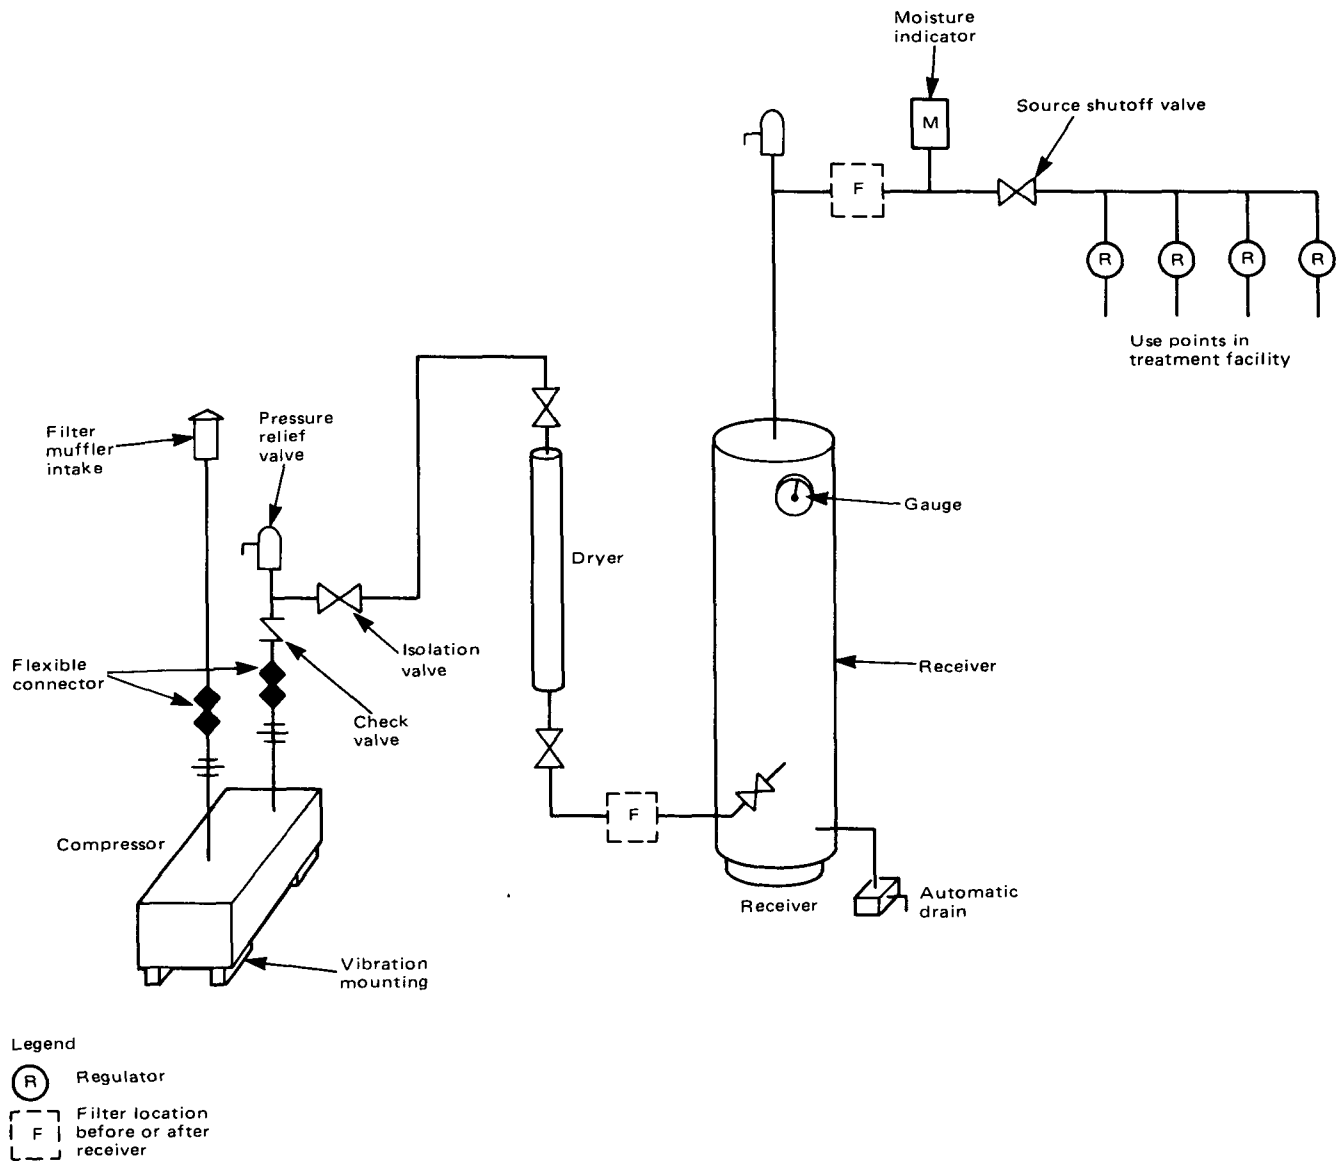 Moisture
indicator
M
Source shutoff valve
F
R
R
R
R
Use points in
treatment facility
Filter
muffler
intake
Pressure
relief
valve
Gauge
Dryer
Isolation
valve
Flexible
connector
Receiver
Check
valve
F
Compressor
Receiver
Automatic
drain
Vibration
mounting
Legend
R Regulator
Filter location
F before or after
receiver